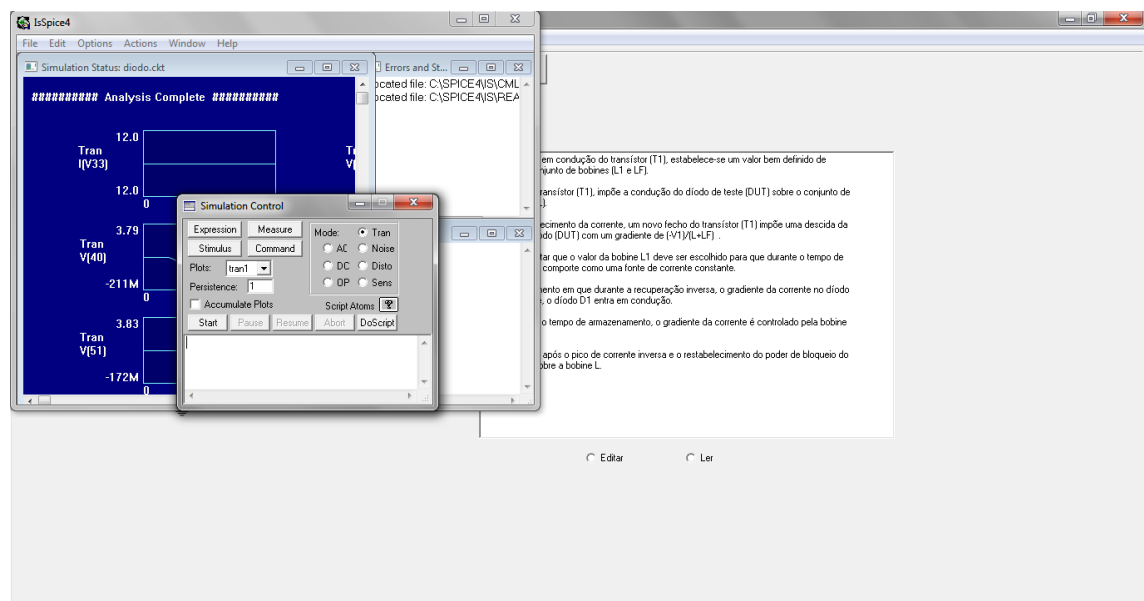 IsSpice4
File Edit Options Actions Window Help
Simulation Status: diodo.ckt
Errors and St...
########## Analysis Complete ##########
ocated file: C:\SPICE4\IS\CML
ocated file: C:\SPICE4\IS\REA
12.0
Tran
I(V33)
12.0
0
3.79
Tran
V(40)
-211M
0
3.83
Tran
V(51)
-172M
0
Simulation Control
Expression Measure
Stimulus Command
Plots: tran1
Persistence: 1
Accumulate Plots
Mode: Tran
AC Noise
DC Disto
OP Sens
Script Atoms ?
Start Pause Resume Abort DoScript
em condução do transístor (T1), estabelece-se um valor bem definido de
njunto de bobines (L1 e LF).
ransístor (T1), impõe a condução do díodo de teste (DUT) sobre o conjunto de
ecimento da corrente, um novo fecho do transístor (T1) impõe uma descida da
do (DUT) com um gradiente de (-V1)/(L+LF) .
tar que o valor da bobine L1 deve ser escolhido para que durante o tempo de
comporte como uma fonte de corrente constante.
ento em que durante a recuperação inversa, o gradiente da corrente no díodo
, o díodo D1 entra em condução.
o tempo de armazenamento, o gradiente da corrente é controlado pela bobine
após o pico de corrente inversa e o restabelecimento do poder de bloqueio do
obre a bobine L.
Editar Ler